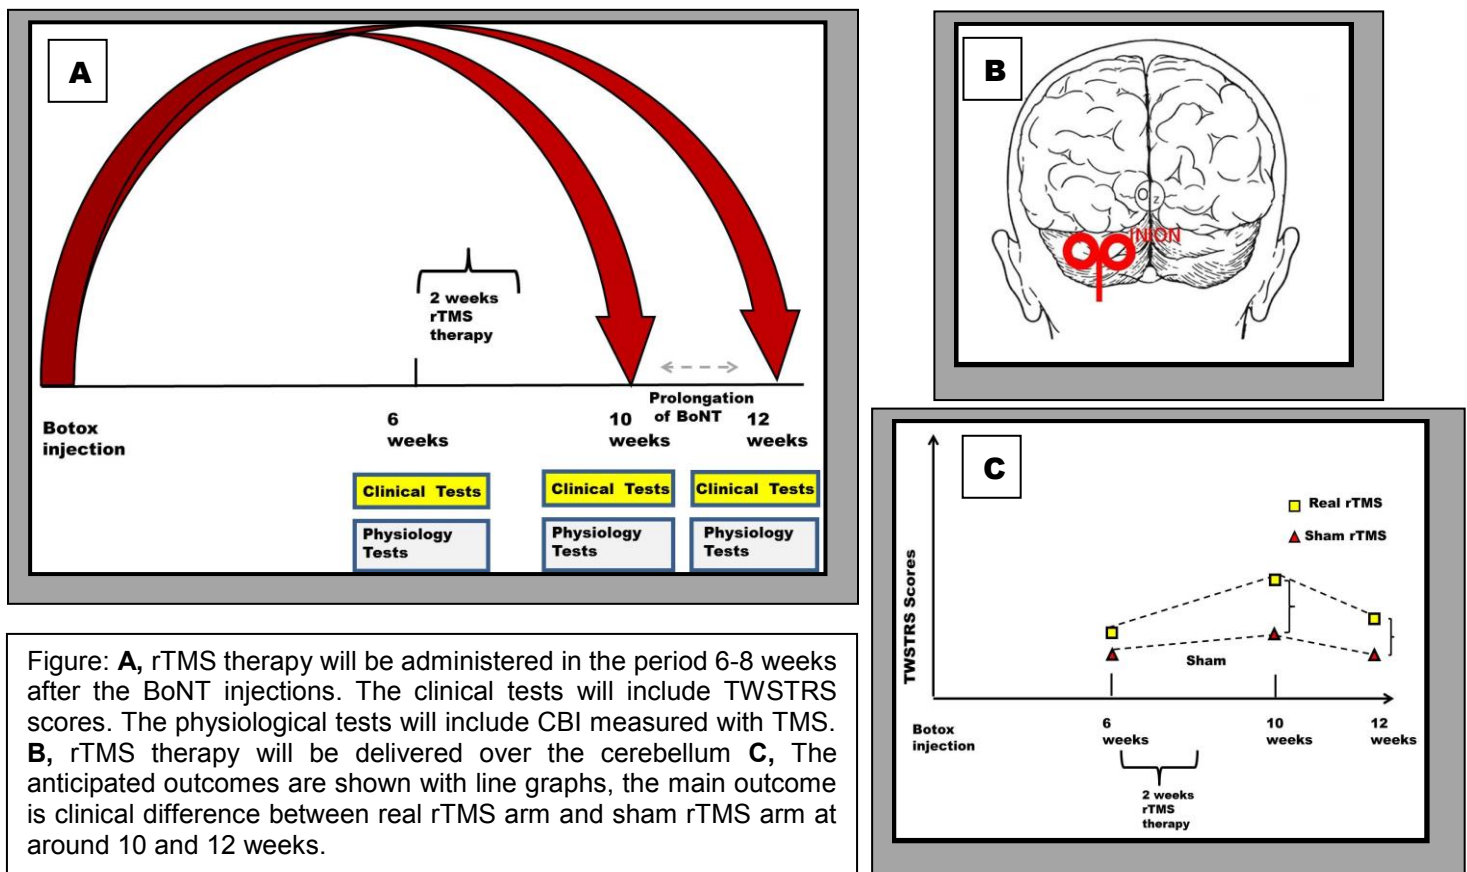 A
2 weeks
rTMS
therapy
Prolongation
of BoNT
Botox
injection
6
weeks
10
weeks
12
weeks
Clinical Tests
Clinical Tests
Clinical Tests
Physiology
Tests
Physiology
Tests
Physiology
Tests
B
Oz
INION
C
TWSTRS Scores
Real rTMS
Sham rTMS
Sham
Botox
injection
6
weeks
10
weeks
12
weeks
2 weeks
rTMS
therapy
Figure: A, rTMS therapy will be administered in the period 6-8 weeks
after the BoNT injections. The clinical tests will include TWSTRS
scores. The physiological tests will include CBI measured with TMS.
B, rTMS therapy will be delivered over the cerebellum C, The
anticipated outcomes are shown with line graphs, the main outcome
is clinical difference between real rTMS arm and sham rTMS arm at
around 10 and 12 weeks.